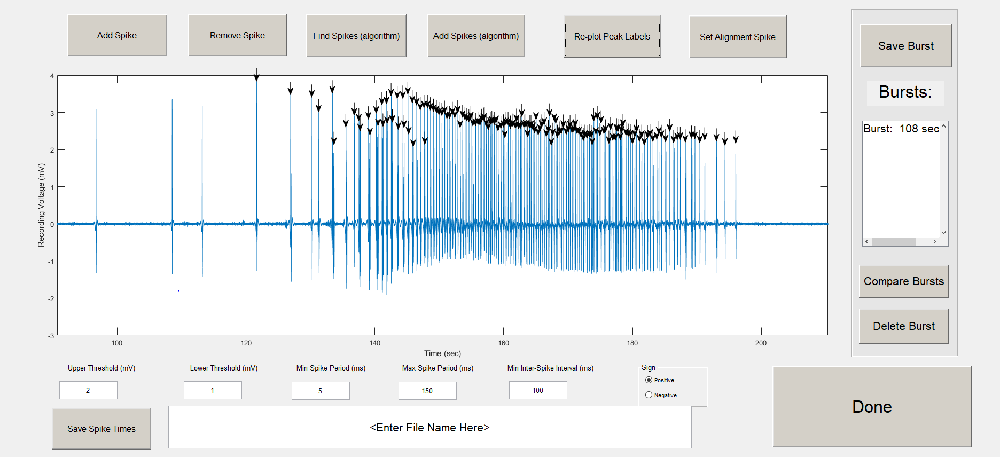 Add Spike
Remove Spike
Find Spikes (algorithm)
Add Spikes (algorithm)
Re-plot Peak Labels
Set Alignment Spike
Save Burst
Bursts:
Burst:  108 sec
Compare Bursts
Delete Burst
Recording Voltage (mV)
4
3
2
1
0
-1
-2
-3
100
120
140
160
180
200
Time (sec)
Upper Threshold (mV)
Lower Threshold (mV)
Min Spike Period (ms)
Max Spike Period (ms)
Min Inter-Spike Interval (ms)
Sign
2
1
5
150
100
Positive
Negative
Save Spike Times
<Enter File Name Here>
Done